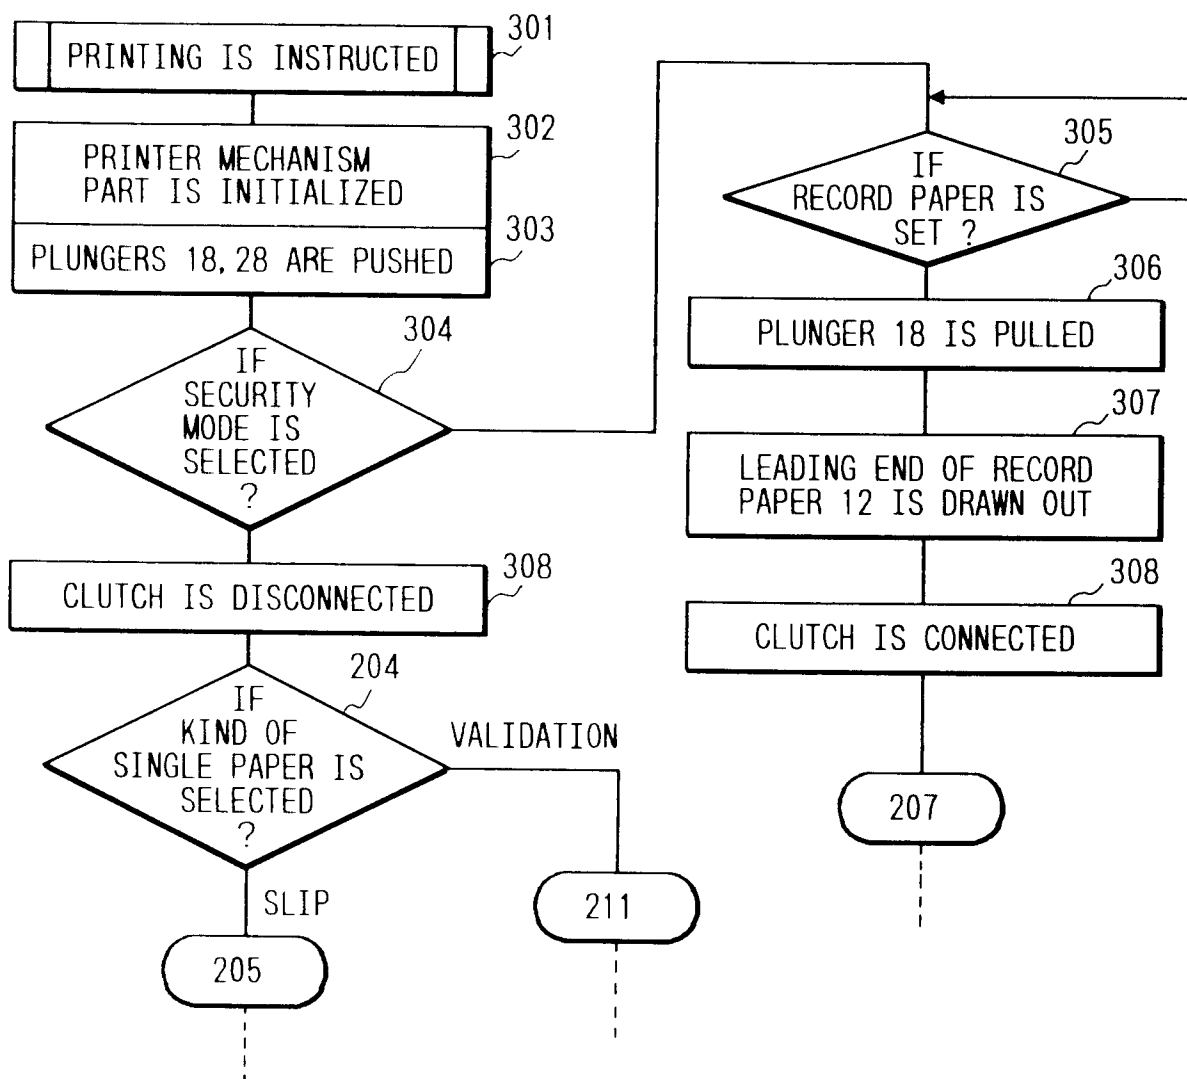 PRINTING IS INSTRUCTED
301
302
PRINTER MECHANISM
PART IS INITIALIZED
303
PLUNGERS 18,28 ARE PUSHED
304
IF
SECURITY
MODE IS
SELECTED
?
308
CLUTCH IS DISCONNECTED
204
IF
KIND OF
SINGLE PAPER IS
SELECTED
?
VALIDATION
SLIP
205
211
305
IF
RECORD PAPER IS
SET ?
306
PLUNGER 18 IS PULLED
307
LEADING END OF RECORD
PAPER 12 IS DRAWN OUT
308
CLUTCH IS CONNECTED
207